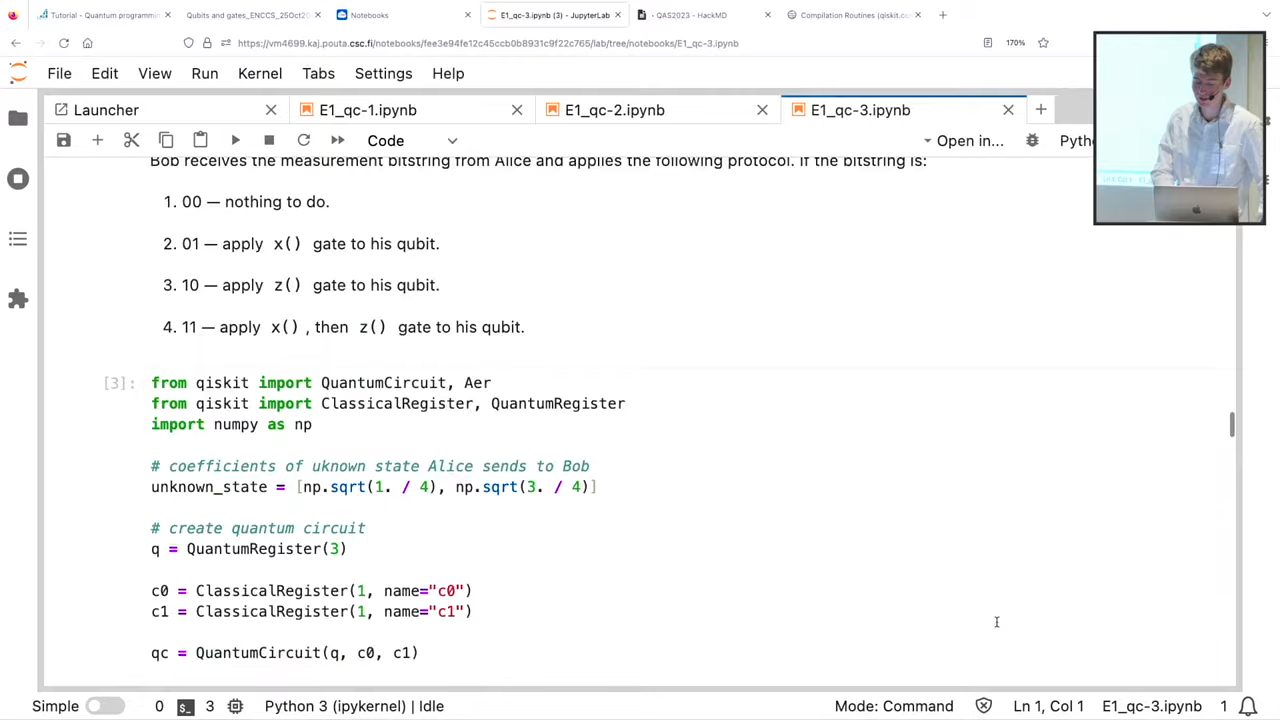 Tutorial - Quantum programmin
Qubits and gates_ENCCS_25Oct20
Notebooks
E1_qc-3.ipynb (3) - JupyterLab
- QAS2023 - HackMD
Compilation Routines (qiskit.oc
https://vm4699.kaj.pouta.csc.fi/notebooks/fee3e94fe12c45ccb0b8931c9f22c765/lab/tree/notebooks/E1_qc-3.ipynb
170%
File Edit View Run Kernel Tabs Settings Help
Launcher
E1_qc-1.ipynb
E1_qc-2.ipynb
E1_qc-3.ipynb
Code
Open in...
Pyth
Bob receives the measurement bitstring from Alice and applies the following protocol. If the bitstring is:
1. 00 — nothing to do.
2. 01 — apply x() gate to his qubit.
3. 10 — apply z() gate to his qubit.
4. 11 — apply x() , then z() gate to his qubit.
[3]:
from qiskit import QuantumCircuit, Aer
from qiskit import ClassicalRegister, QuantumRegister
import numpy as np
# coefficients of uknown state Alice sends to Bob
unknown_state = [np.sqrt(1. / 4), np.sqrt(3. / 4)]
# create quantum circuit
q = QuantumRegister(3)
c0 = ClassicalRegister(1, name="c0")
c1 = ClassicalRegister(1, name="c1")
qc = QuantumCircuit(q, c0, c1)
Simple 0 3 Python 3 (ipykernel) | Idle
Mode: Command Ln 1, Col 1 E1_qc-3.ipynb 1